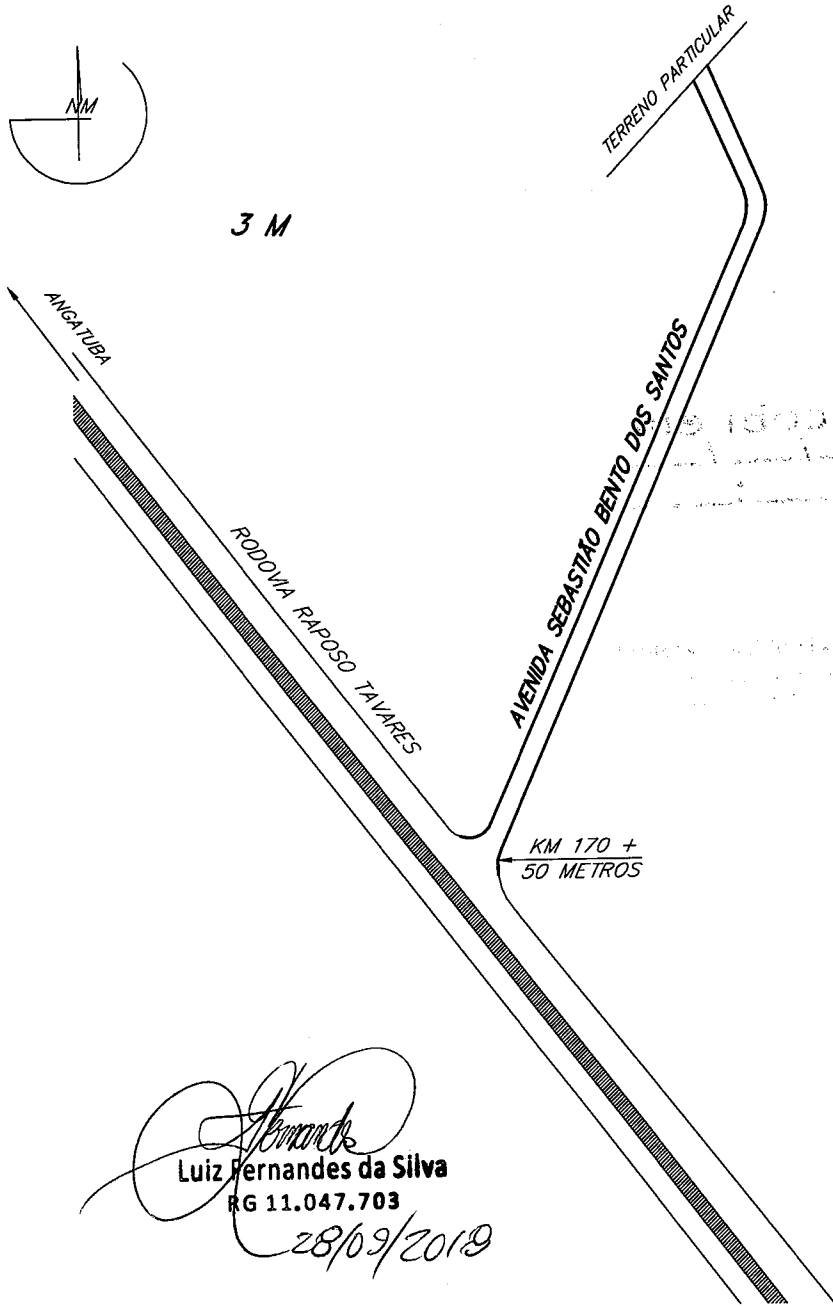 NM
TERRENO PARTICULAR
3 M
ANGATUBA
AVENIDA SEBASTIÃO BENTO DOS SANTOS
RODOVIA RAPOSO TAVARES
KM 170 +
50 METROS
Luiz Fernandes da Silva
RG 11.047.703
28/09/2019